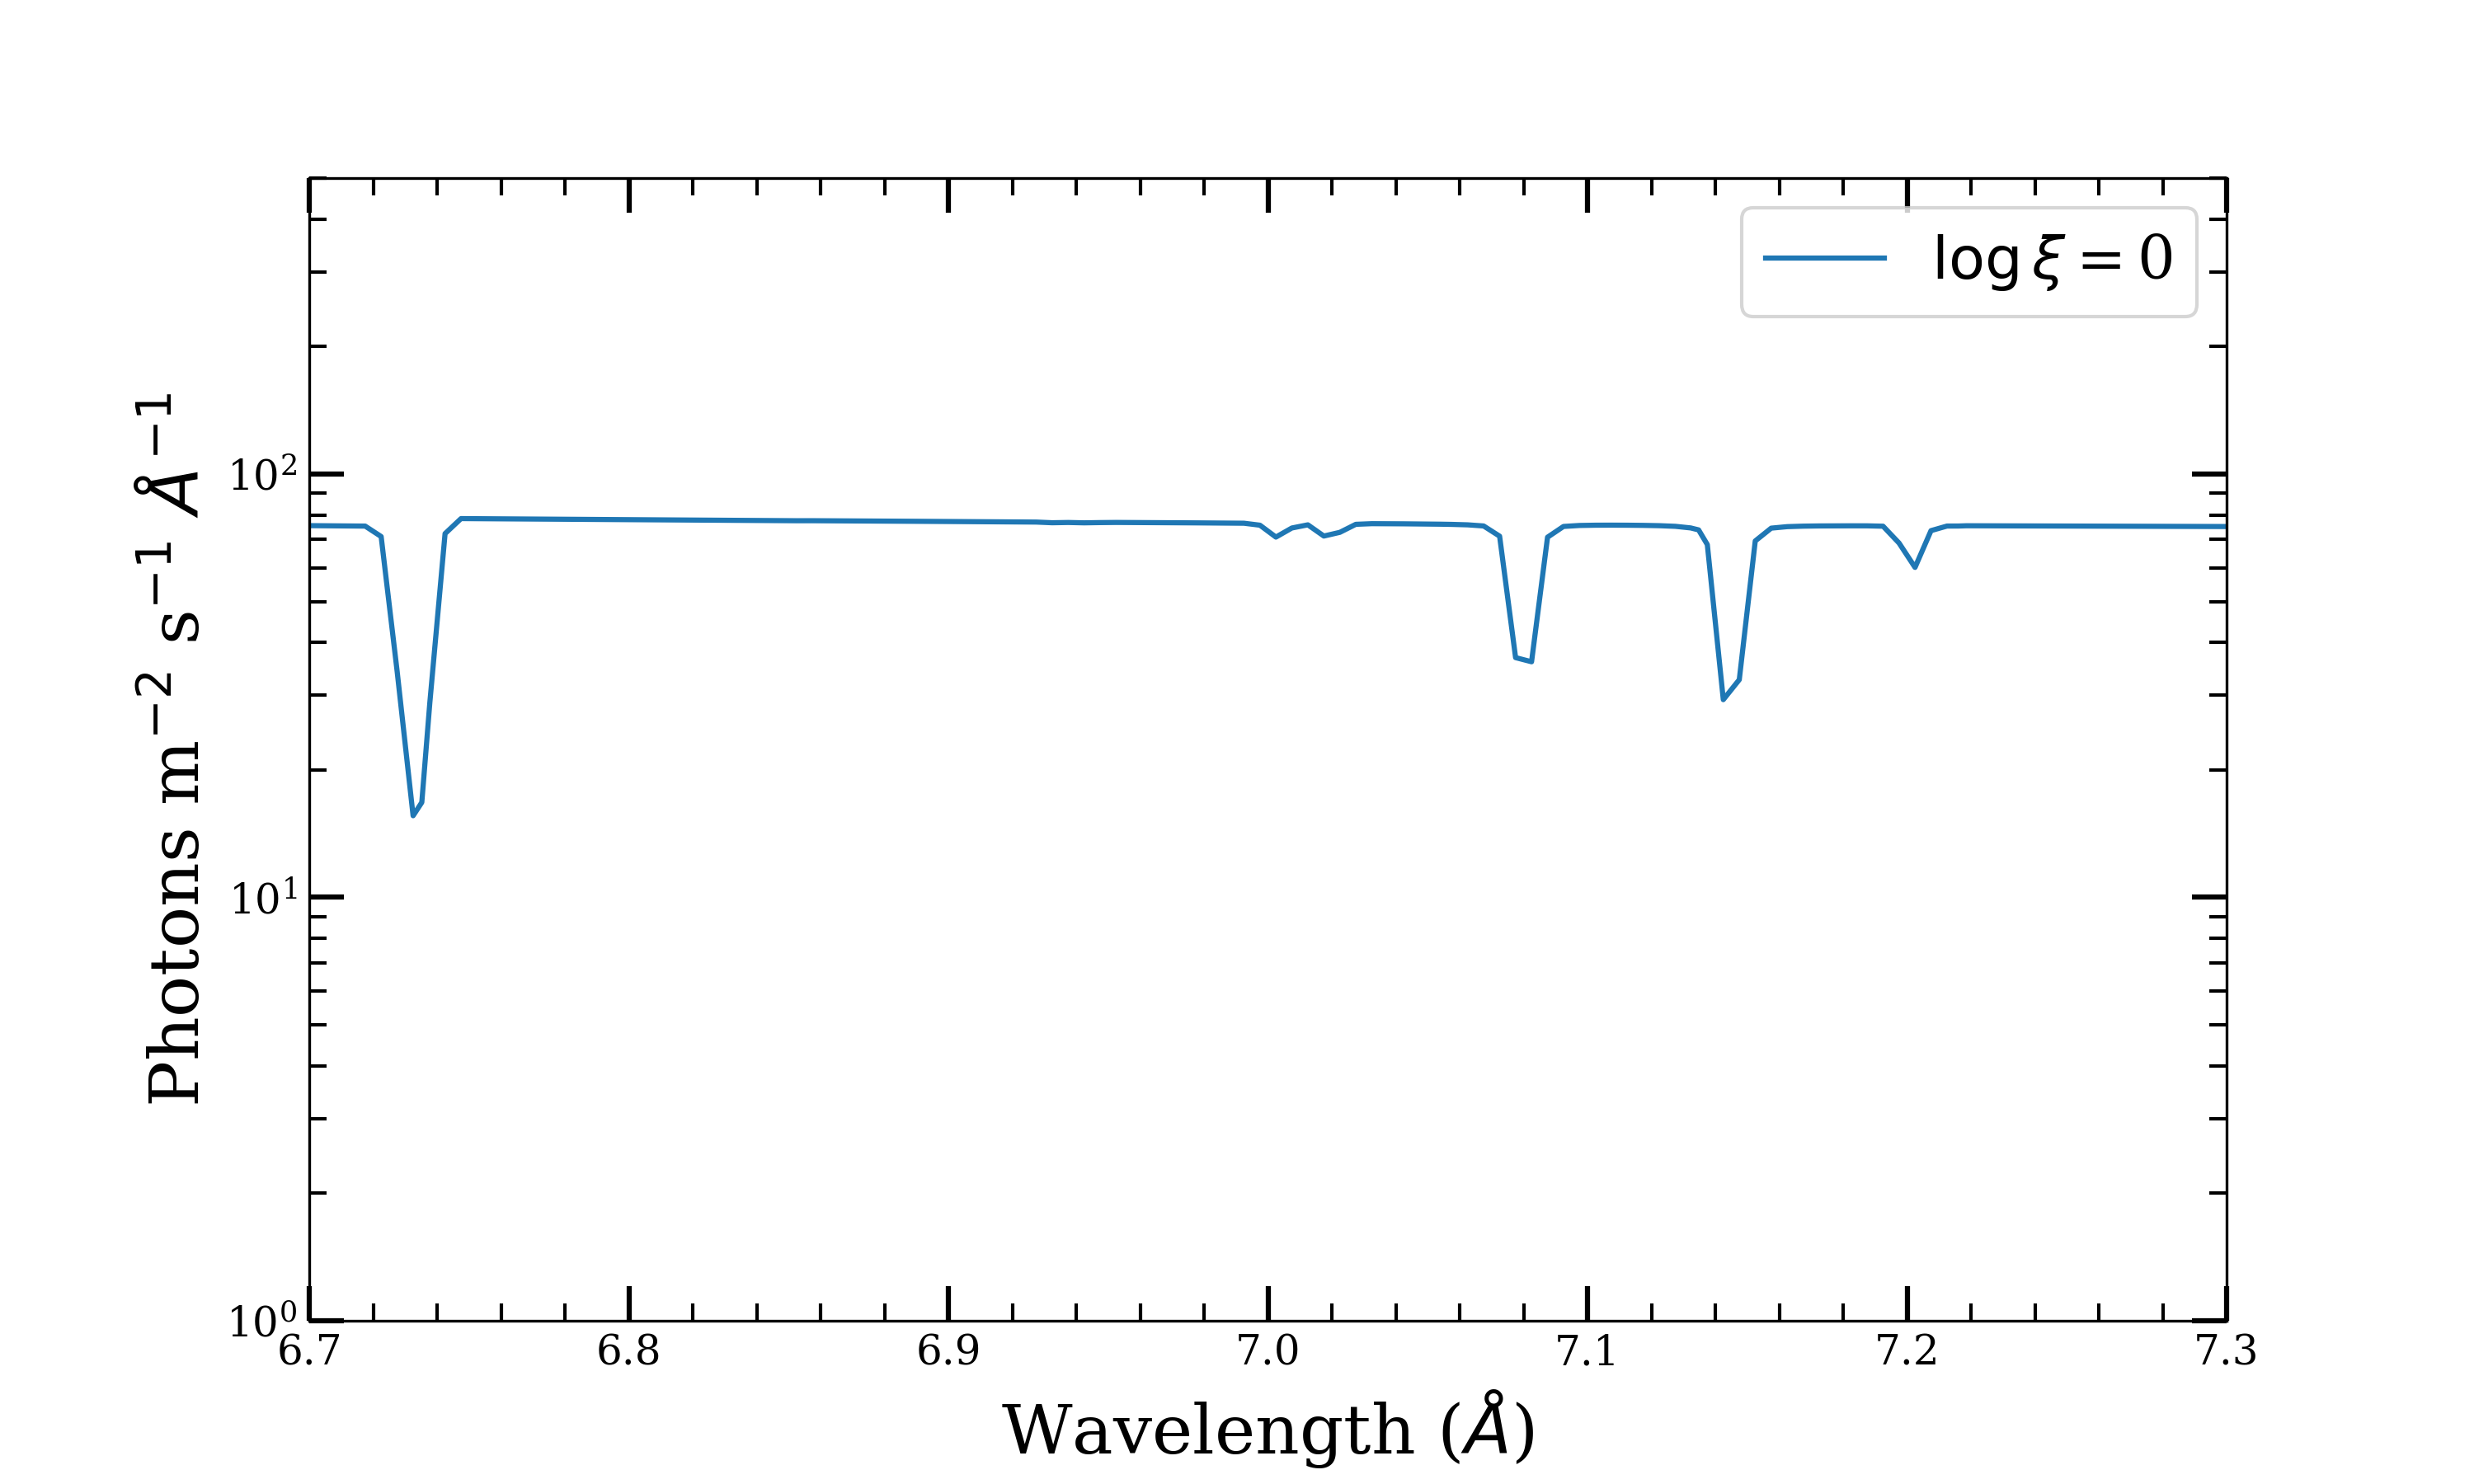 log ξ = 0
Photons m⁻² s⁻¹ Å⁻¹
10²
10¹
10⁰
6.7 6.8 6.9 7.0 7.1 7.2 7.3
Wavelength (Å)